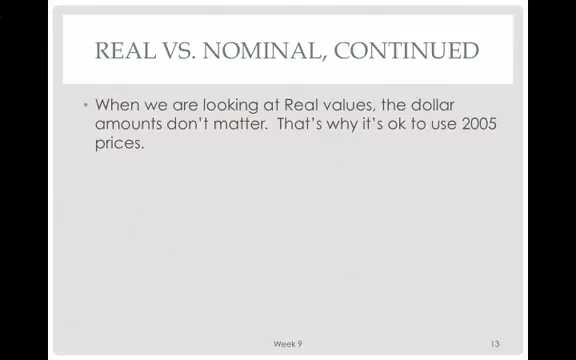 REAL VS. NOMINAL, CONTINUED
• When we are looking at Real values, the dollar
amounts don't matter.  That's why it's ok to use 2005
prices.
Week 9
13